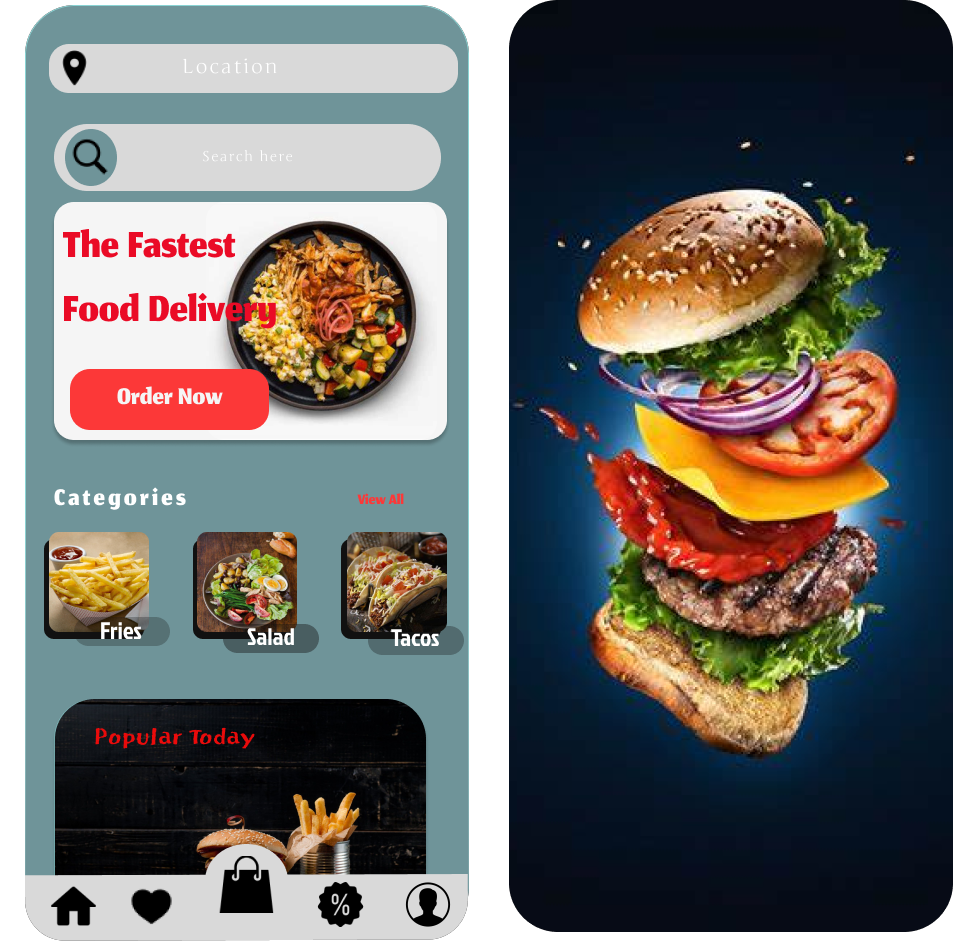 Location
Search here
The Fastest
Food Delivery
Order Now
Categories
View All
Fries
Salad
Tacos
Popular Today
%